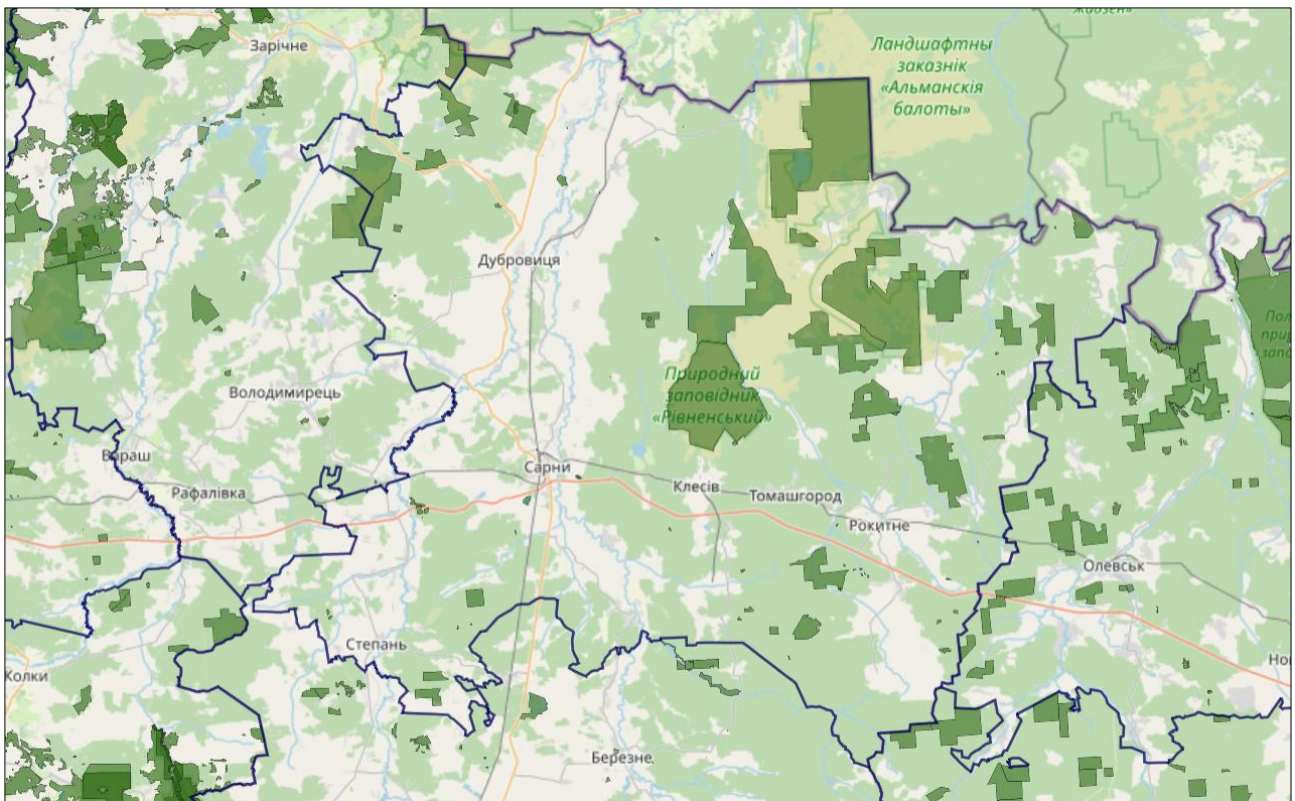 жидзен»
Зарічне
Ландшафтны
заказнік
«Альманскія
балоты»
Дубровиця
Природний
заповідник
«Рівненський»
Володимирець
Вараш
Сарни
Рафалівка
Клесів
Томашгород
Рокитне
Олевськ
Степань
Колки
Березне